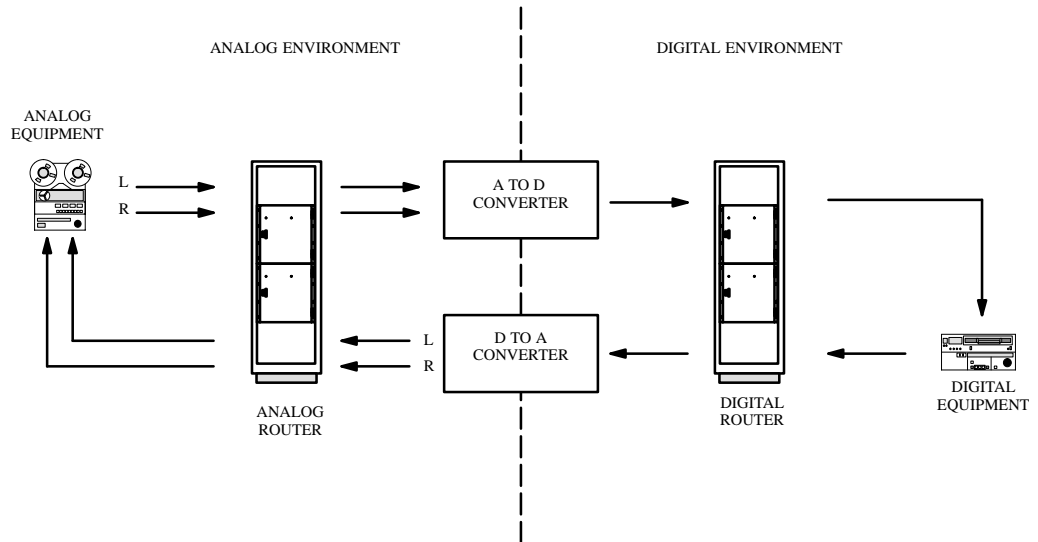 ANALOG ENVIRONMENT
DIGITAL ENVIRONMENT
ANALOG
EQUIPMENT
L
R
A TO D
CONVERTER
D TO A
CONVERTER
L
R
ANALOG
ROUTER
DIGITAL
ROUTER
DIGITAL
EQUIPMENT